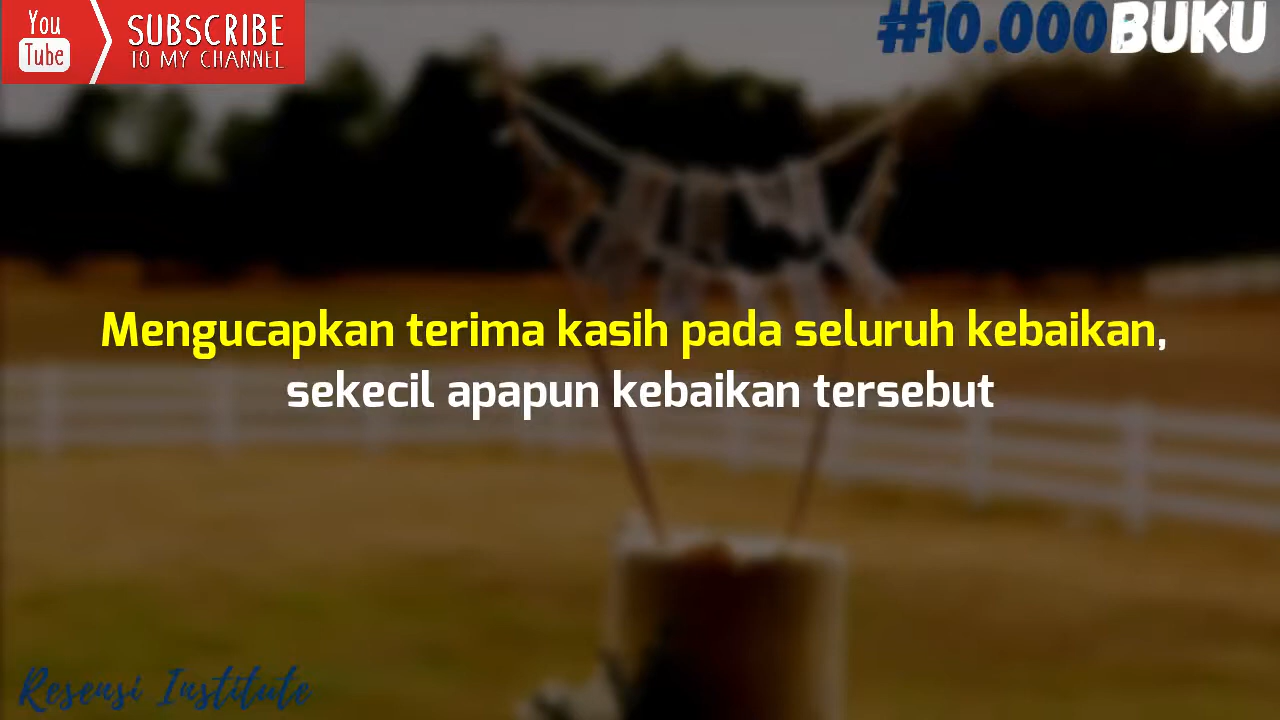 You
Tube
SUBSCRIBE
TO MY CHANNEL
#10.000BUKU
Mengucapkan terima kasih pada seluruh kebaikan,
sekecil apapun kebaikan tersebut
Resensi Institute